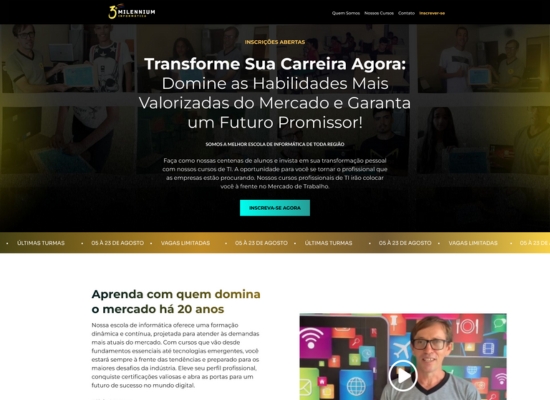 3º MILENNIUM
INFORMÁTICA
Quem Somos Nossos Cursos Contato Inscrever-se
INSCRIÇÕES ABERTAS
Transforme Sua Carreira Agora:
Domine as Habilidades Mais
Valorizadas do Mercado e Garanta
um Futuro Promissor!
SOMOS A MELHOR ESCOLA DE INFORMÁTICA DE TODA REGIÃO
Faça como nossas centenas de alunos e invista em sua transformação pessoal
com nossos cursos de TI. A oportunidade para você se tornar o profissional que
as empresas estão procurando. Nossos cursos profissionais de TI irão colocar
você à frente no Mercado de Trabalho.
INSCREVA-SE AGORA
• ÚLTIMAS TURMAS • 05 À 23 DE AGOSTO • VAGAS LIMITADAS • 05 À 23 DE AGOSTO • ÚLTIMAS TURMAS • 05 À 23 DE AGOSTO • VAGAS LIMITADAS • 05 À 23 DE A
Aprenda com quem domina
o mercado há 20 anos
Nossa escola de informática oferece uma formação
dinâmica e contínua, projetada para atender às demandas
mais atuais do mercado. Com cursos que vão desde
fundamentos essenciais até tecnologias emergentes, você
estará sempre à frente das tendências e preparado para os
maiores desafios da indústria. Eleve seu perfil profissional,
conquiste certificações valiosas e abra as portas para um
futuro de sucesso no mundo digital.